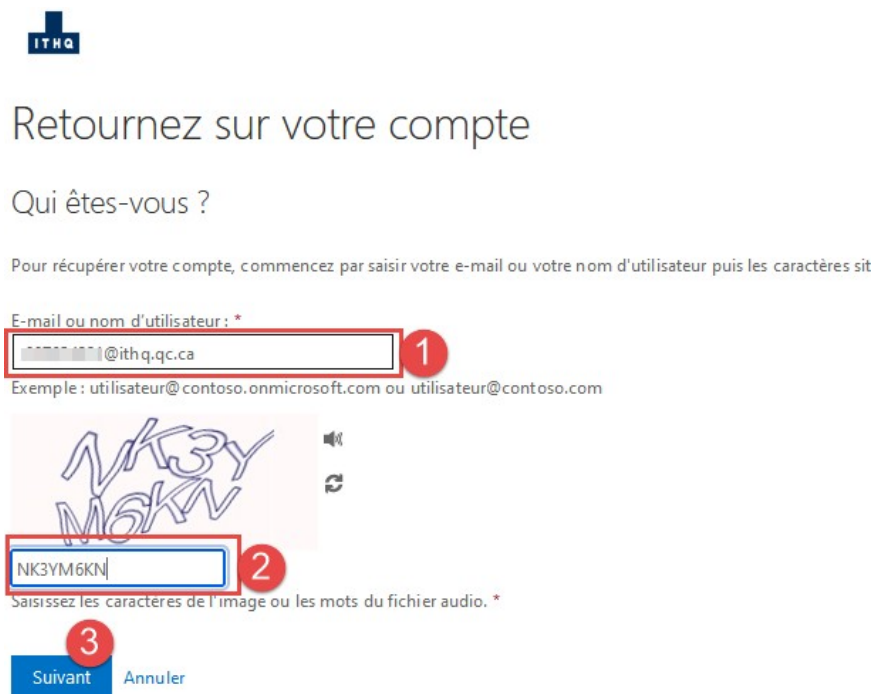 ITHQ
Retournez sur votre compte
Qui êtes-vous ?
Pour récupérer votre compte, commencez par saisir votre e-mail ou votre nom d'utilisateur puis les caractères sit
E-mail ou nom d'utilisateur : *
@ithq.qc.ca
1
Exemple : utilisateur@contoso.onmicrosoft.com ou utilisateur@contoso.com
NK3Y
M6KN
NK3YM6KN
2
Saisissez les caractères de l'image ou les mots du fichier audio. *
3
Suivant Annuler